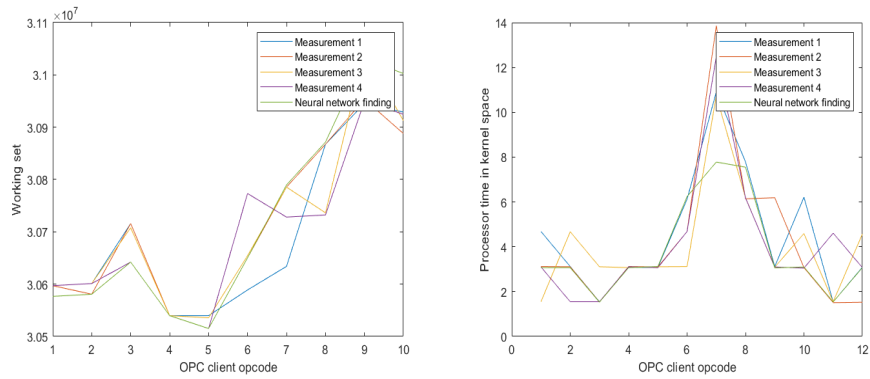 ×10⁷
3.11
3.1
3.09
3.08
3.07
3.06
3.05
Working set
1 2 3 4 5 6 7 8 9 10
OPC client opcode
Measurement 1
Measurement 2
Measurement 3
Measurement 4
Neural network finding
14
12
10
8
6
4
2
0
Processor time in kernel space
0 2 4 6 8 10 12
OPC client opcode
Measurement 1
Measurement 2
Measurement 3
Measurement 4
Neural network finding